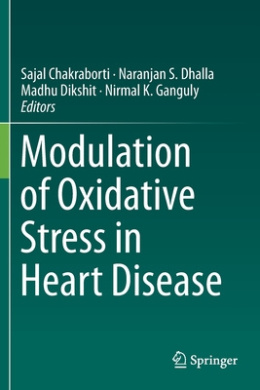 Sajal Chakraborti · Naranjan S. Dhalla
Madhu Dikshit · Nirmal K. Ganguly
Editors
Modulation
of Oxidative
Stress in
Heart Disease
Springer